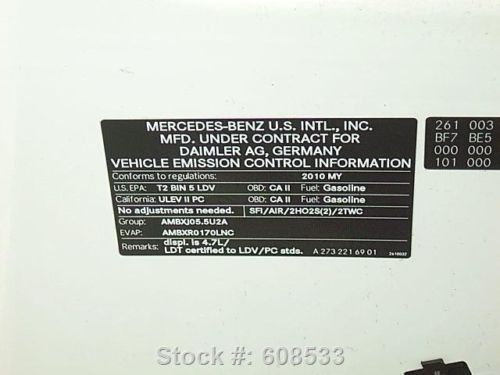 MERCEDES-BENZ U.S. INTL., INC.
MFD. UNDER CONTRACT FOR
DAIMLER AG, GERMANY
VEHICLE EMISSION CONTROL INFORMATION
Conforms to regulations: 2010 MY
U.S. EPA: T2 BIN 5 LDV OBD: CA II Fuel: Gasoline
California: ULEV II PC OBD: CA II Fuel: Gasoline
No adjustments needed. SFI/AIR/2HO2S(2)/2TWC
Group: AMBXJ05.5U2A
EVAP: AMBXR0170LNC
displ. is 4.7L/
LDT certified to LDV/PC stds. A 273 221 69 01
261 003
BF7 BE5
000 000
101 000
Stock #: 608533